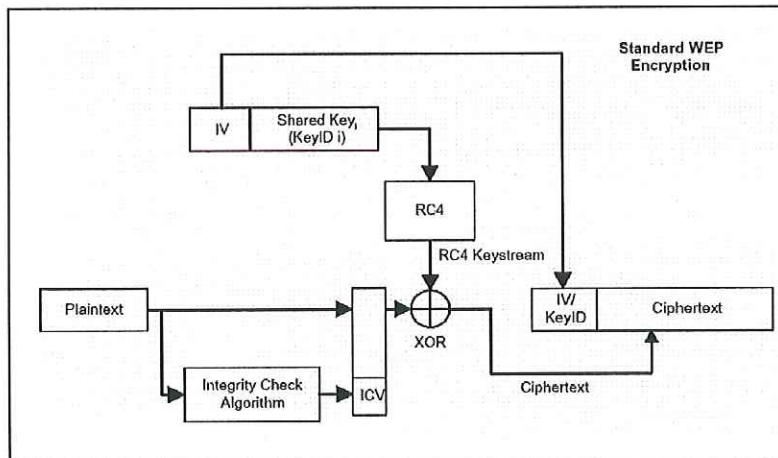 Standard WEP
Encryption
IV
Shared Keyᵢ
(KeyID i)
RC4
RC4 Keystream
Plaintext
IV/
KeyID
Ciphertext
XOR
Integrity Check
Algorithm
ICV
Ciphertext